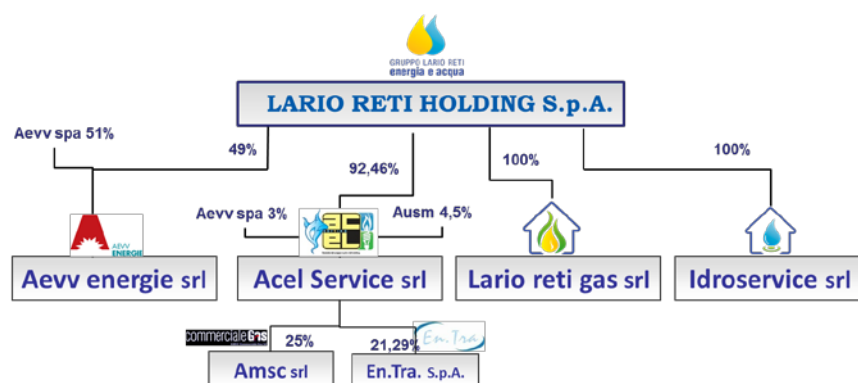 GRUPPO LARIO RETI
energia e acqua
LARIO RETI HOLDING S.p.A.
Aevv spa 51%
49%
92,46%
100%
100%
Aevv spa 3%
Ausm 4,5%
AEVV
ENERGIE
acel
Aevv energie srl
Acel Service srl
Lario reti gas srl
Idroservice srl
commerciale Gas
25%
21,29%
En.Tra
Amsc srl
En.Tra. S.p.A.